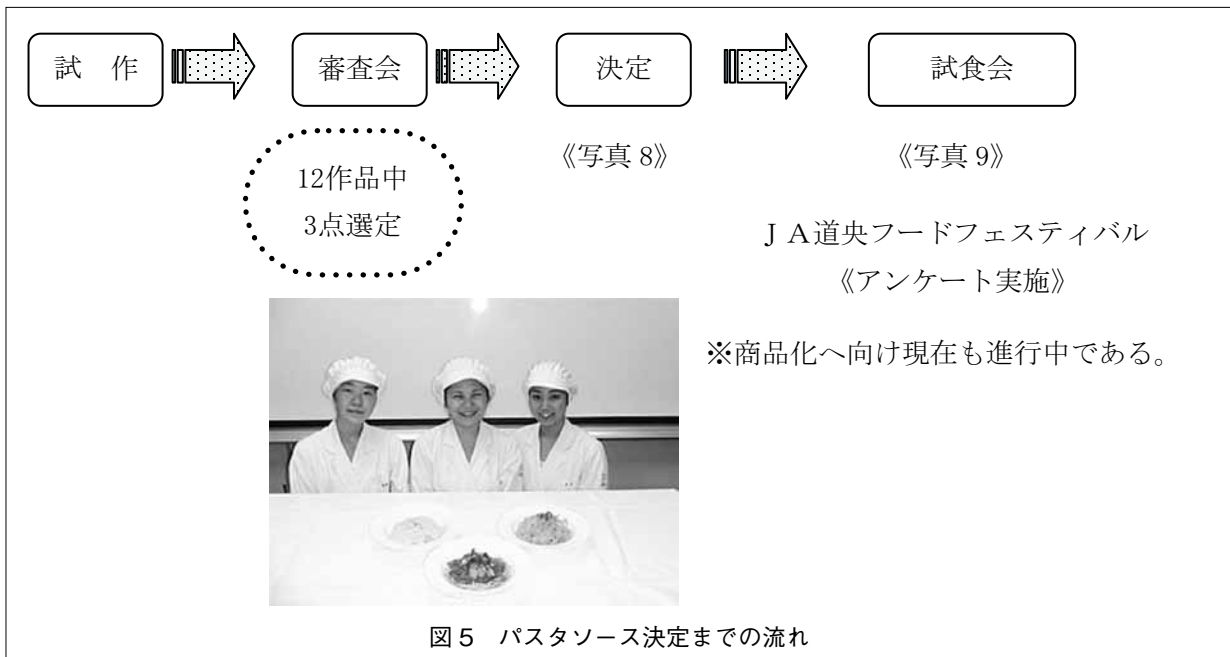 試　作
審査会
決定
試食会
12作品中
3点選定
《写真 8》
《写真 9》
ＪＡ道央フードフェスティバル
《アンケート実施》
※商品化へ向け現在も進行中である。
図５　パスタソース決定までの流れ